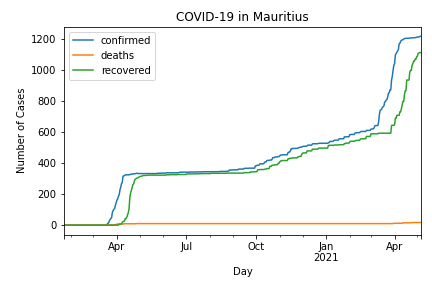 COVID-19 in Mauritius
confirmed
deaths
recovered
Number of Cases
1200
1000
800
600
400
200
0
Apr
Jul
Oct
Jan
2021
Apr
Day